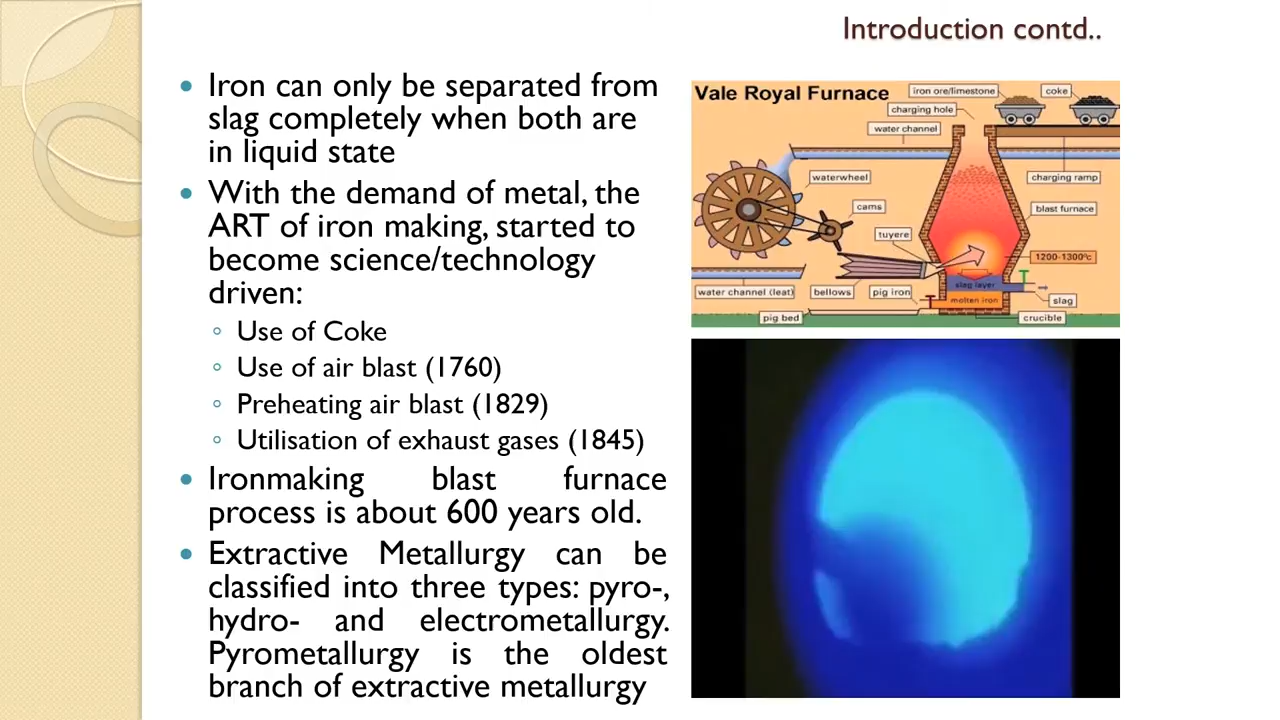 Introduction contd..
• Iron can only be separated from
slag completely when both are
in liquid state
• With the demand of metal, the
ART of iron making, started to
become science/technology
driven:
◦ Use of Coke
◦ Use of air blast (1760)
◦ Preheating air blast (1829)
◦ Utilisation of exhaust gases (1845)
• Ironmaking blast furnace
process is about 600 years old.
• Extractive Metallurgy can be
classified into three types: pyro-,
hydro- and electrometallurgy.
Pyrometallurgy is the oldest
branch of extractive metallurgy
Vale Royal Furnace
iron ore/limestone
coke
charging hole
water channel
waterwheel
charging ramp
cams
blast furnace
tuyere
1200-1300°c
slag layer
water channel (leat)
bellows
pig iron
molten iron
slag
pig bed
crucible